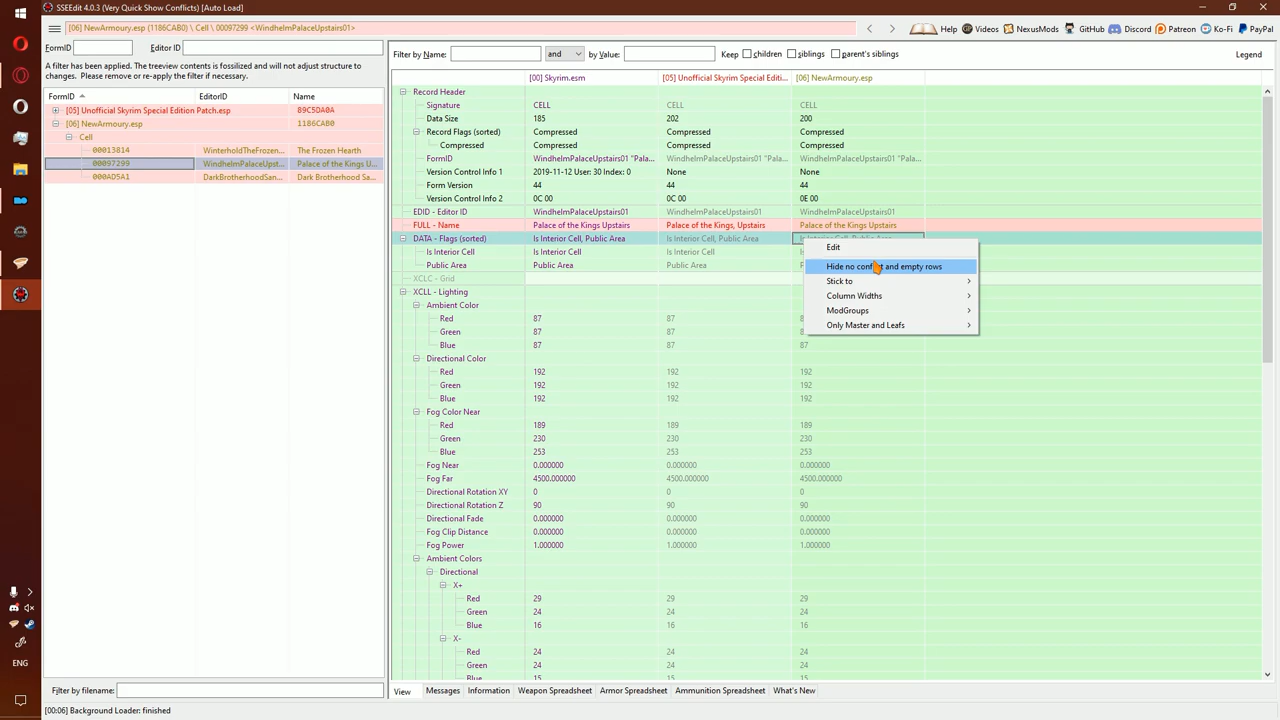 SSEEdit 4.0.3 (Very Quick Show Conflicts) [Auto Load]
[06] NewArmoury.esp (1186CAB0) \ Cell \ 00097299 <WindhelmPalaceUpstairs01>
Help Videos NexusMods GitHub Discord Patreon Ko-Fi PayPal
FormID Editor ID
A filter has been applied. The treeview contents is fossilized and will not adjust structure to
changes. Please remove or re-apply the filter if necessary.
FormID EditorID Name
[05] Unofficial Skyrim Special Edition Patch.esp 89C5DA0A
[06] NewArmoury.esp 1186CAB0
Cell
00013814 WinterholdTheFrozen... The Frozen Hearth
00097299 WindhelmPalaceUpst... Palace of the Kings U...
000AD5A1 DarkBrotherhoodSan... Dark Brotherhood Sa...
Filter by Name: and by Value: Keep children siblings parent's siblings Legend
[00] Skyrim.esm [05] Unofficial Skyrim Special Editi... [06] NewArmoury.esp
Record Header
Signature CELL CELL CELL
Data Size 185 202 200
Record Flags (sorted) Compressed Compressed Compressed
Compressed Compressed Compressed Compressed
FormID WindhelmPalaceUpstairs01 "Pala... WindhelmPalaceUpstairs01 "Pala... WindhelmPalaceUpstairs01 "Pala...
Version Control Info 1 2019-11-12 User: 30 Index: 0 None None
Form Version 44 44 44
Version Control Info 2 0C 00 0C 00 0E 00
EDID - Editor ID WindhelmPalaceUpstairs01 WindhelmPalaceUpstairs01 WindhelmPalaceUpstairs01
FULL - Name Palace of the Kings Upstairs Palace of the Kings, Upstairs Palace of the Kings Upstairs
DATA - Flags (sorted) Is Interior Cell, Public Area Is Interior Cell, Public Area
Is Interior Cell Is Interior Cell Is Interior Cell
Public Area Public Area Public Area
Edit
Hide no and empty rows
Stick to
Column Widths
ModGroups
Only Master and Leafs
XCLC - Grid
XCLL - Lighting
Ambient Color
Red 87 87 87
Green 87 87 87
Blue 87 87 87
Directional Color
Red 192 192 192
Green 192 192 192
Blue 192 192 192
Fog Color Near
Red 189 189 189
Green 230 230 230
Blue 253 253 253
Fog Near 0.000000 0.000000 0.000000
Fog Far 4500.000000 4500.000000 4500.000000
Directional Rotation XY 0 0 0
Directional Rotation Z 90 90 90
Directional Fade 0.000000 0.000000 0.000000
Fog Clip Distance 0.000000 0.000000 0.000000
Fog Power 1.000000 1.000000 1.000000
Ambient Colors
Directional
X+
Red 29 29 29
Green 24 24 24
Blue 16 16 16
X-
Red 24 24 24
Green 24 24 24
Blue 15 15 15
ENG
Filter by filename:
View Messages Information Weapon Spreadsheet Armor Spreadsheet Ammunition Spreadsheet What's New
[00:06] Background Loader: finished